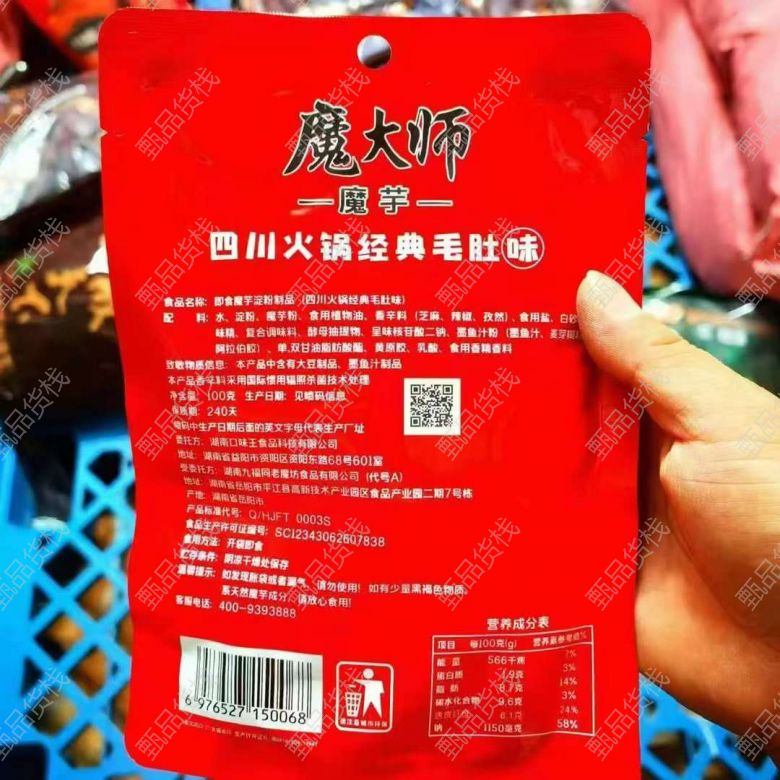 魔大师
魔芋
四川火锅经典毛肚味
食品名称: 即食魔芋淀粉制品 (四川火锅经典毛肚味)
配 料: 水、淀粉、魔芋粉、食用植物油、香辛料 (芝麻、辣椒、孜然)、食用盐、白砂
味精、复合调味料、酵母抽提物、呈味核苷酸二钠、墨鱼汁粉 (墨鱼汁、麦芽糊精
阿拉伯胶)、单,双甘油脂肪酸酯、黄原胶、乳酸、食用香精香料
致敏物质信息: 本产品中含有大豆制品、墨鱼汁制品
本产品香辛料采用国际惯用辐照杀菌技术处理
净含量: 100克 生产日期: 见喷码信息
保质期: 240天
喷码中生产日期后面的英文字母代表生产厂址
委托方: 湖南口味王食品科技有限公司
地址: 湖南省益阳市资阳区资阳东路68号601室
受委托方: 湖南九福同老魔坊食品有限公司 (代号A)
地址: 湖南省岳阳市平江县高新技术产业园区食品产业园二期7号栋
产地: 湖南省岳阳市
产品标准代号: Q/HJFT 0003S
食品生产许可证编号: SC12343062607838
食用方法: 开袋即食
贮存条件: 阴凉干燥处保存
温馨提示: 如发现胀袋或者漏气,请勿使用! 如有少量黑褐色物质,
系天然魔芋成分,请放心食用!
客服电话: 400-9393888
营养成分表
项目 每100克(g) 营养素参考值%
能量 566千焦 7%
蛋白质 1.9克 3%
脂肪 8.7克 14%
碳水化合物 9.6克 3%
6.1克 24%
钠 1150毫克 58%
6 976527 150068
甄品货栈